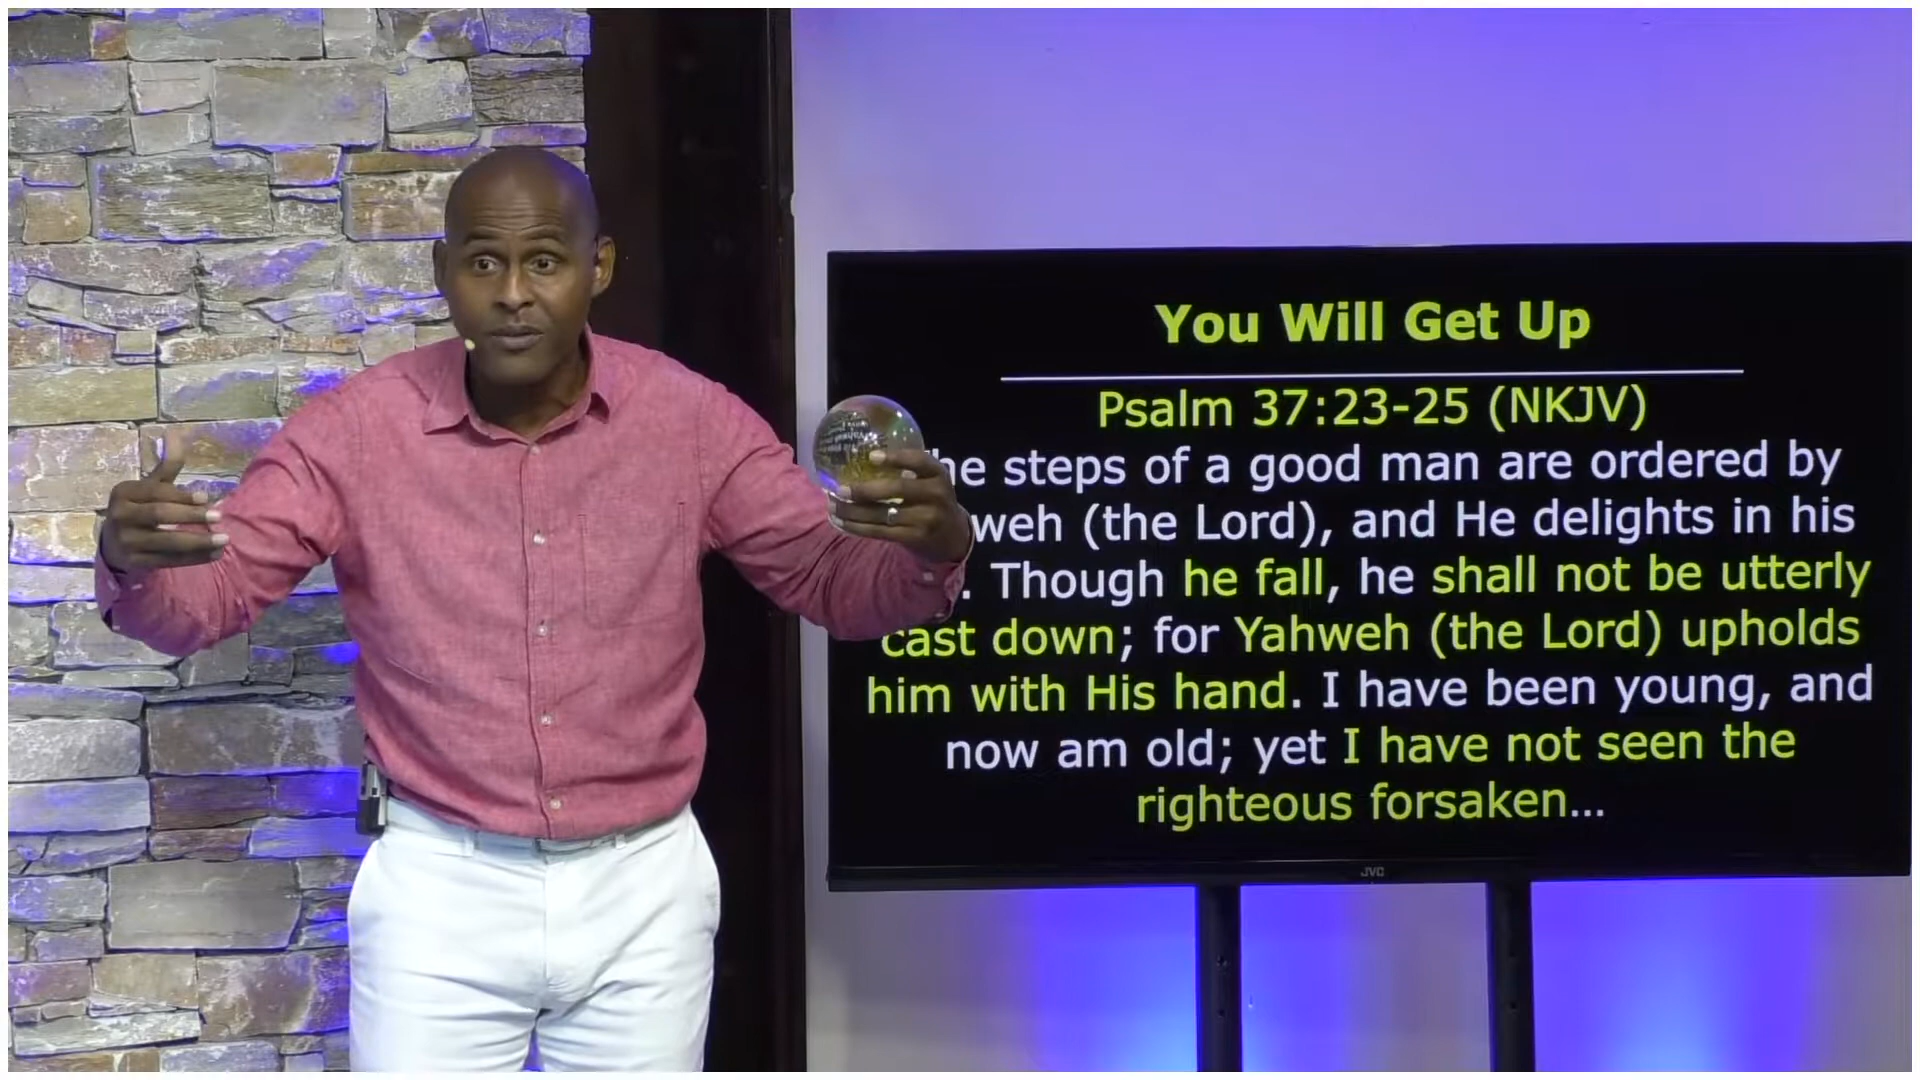 You Will Get Up
Psalm 37:23-25 (NKJV)
he steps of a good man are ordered by
weh (the Lord), and He delights in his
. Though he fall, he shall not be utterly
cast down; for Yahweh (the Lord) upholds
him with His hand. I have been young, and
now am old; yet I have not seen the
righteous forsaken...
JVC